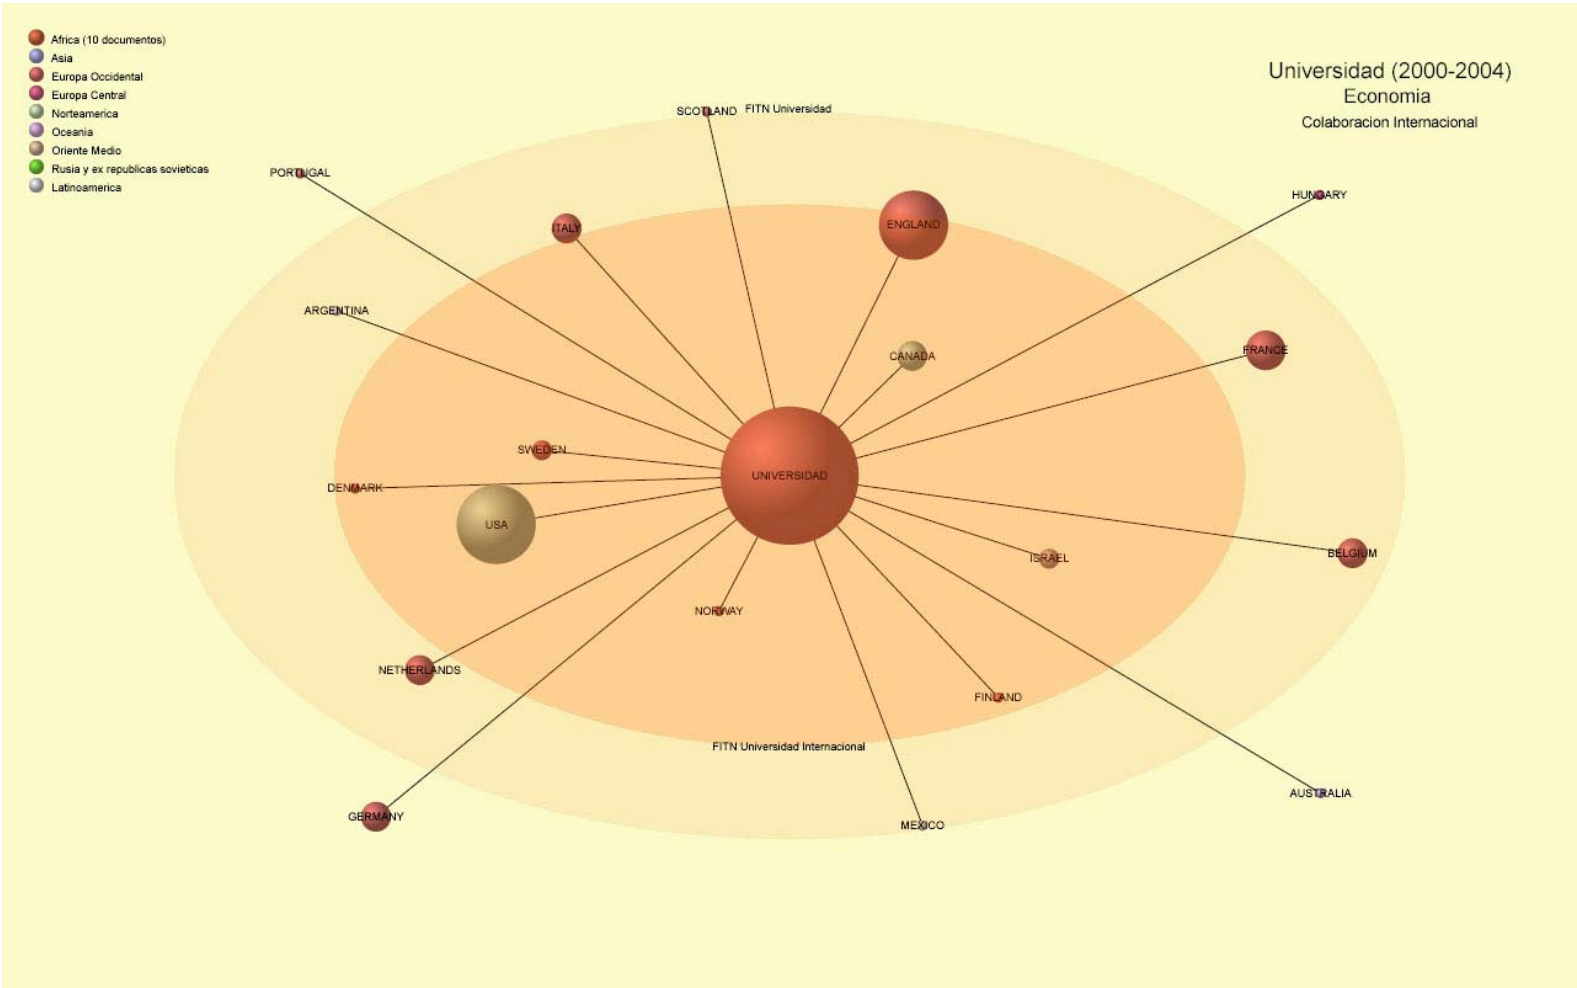 Africa (10 documentos)
Asia
Europa Occidental
Europa Central
Norteamerica
Oceania
Oriente Medio
Rusia y ex republicas sovieticas
Latinoamerica
Universidad (2000-2004)
Economia
Colaboracion Internacional
SCOTLAND
FITN Universidad
PORTUGAL
HUNGARY
ITALY
ENGLAND
ARGENTINA
CANADA
FRANCE
SWEDEN
UNIVERSIDAD
DENMARK
USA
BELGIUM
ISRAEL
NORWAY
NETHERLANDS
FINLAND
FITN Universidad Internacional
AUSTRALIA
GERMANY
MEXICO